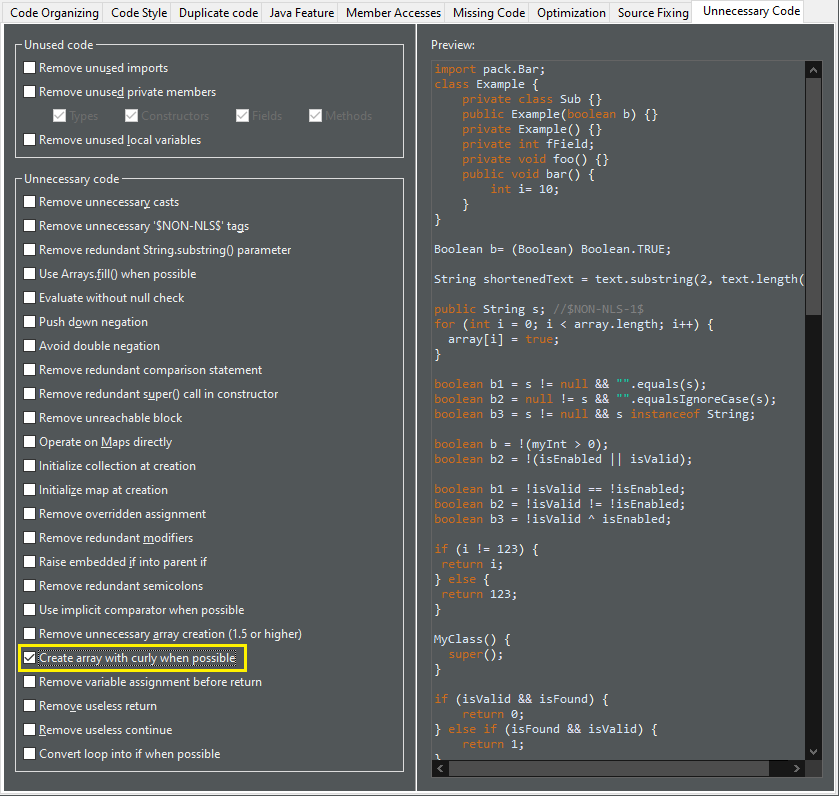 Code Organizing Code Style Duplicate code Java Feature Member Accesses Missing Code Optimization Source Fixing Unnecessary Code
Unused code
Remove unused imports
Remove unused private members
Types Constructors Fields Methods
Remove unused local variables
Unnecessary code
Remove unnecessary casts
Remove unnecessary '$NON-NLS$' tags
Remove redundant String.substring() parameter
Use Arrays.fill() when possible
Evaluate without null check
Push down negation
Avoid double negation
Remove redundant comparison statement
Remove redundant super() call in constructor
Remove unreachable block
Operate on Maps directly
Initialize collection at creation
Initialize map at creation
Remove overridden assignment
Remove redundant modifiers
Raise embedded if into parent if
Remove redundant semicolons
Use implicit comparator when possible
Remove unnecessary array creation (1.5 or higher)
Create array with curly when possible
Remove variable assignment before return
Remove useless return
Remove useless continue
Convert loop into if when possible
Preview:
import pack.Bar;
class Example {
    private class Sub {}
    public Example(boolean b) {}
    private Example() {}
    private int fField;
    private void foo() {}
    public void bar() {
        int i= 10;
    }
}
Boolean b= (Boolean) Boolean.TRUE;
String shortenedText = text.substring(2, text.length(
public String s; //$NON-NLS-1$
for (int i = 0; i < array.length; i++) {
  array[i] = true;
}
boolean b1 = s != null && "".equals(s);
boolean b2 = null != s && "".equalsIgnoreCase(s);
boolean b3 = s != null && s instanceof String;
boolean b = !(myInt > 0);
boolean b2 = !(isEnabled || isValid);
boolean b1 = !isValid == !isEnabled;
boolean b2 = !isValid != !isEnabled;
boolean b3 = !isValid ^ isEnabled;
if (i != 123) {
 return i;
} else {
 return 123;
}
MyClass() {
  super();
}
if (isValid && isFound) {
    return 0;
} else if (isFound && isValid) {
    return 1;